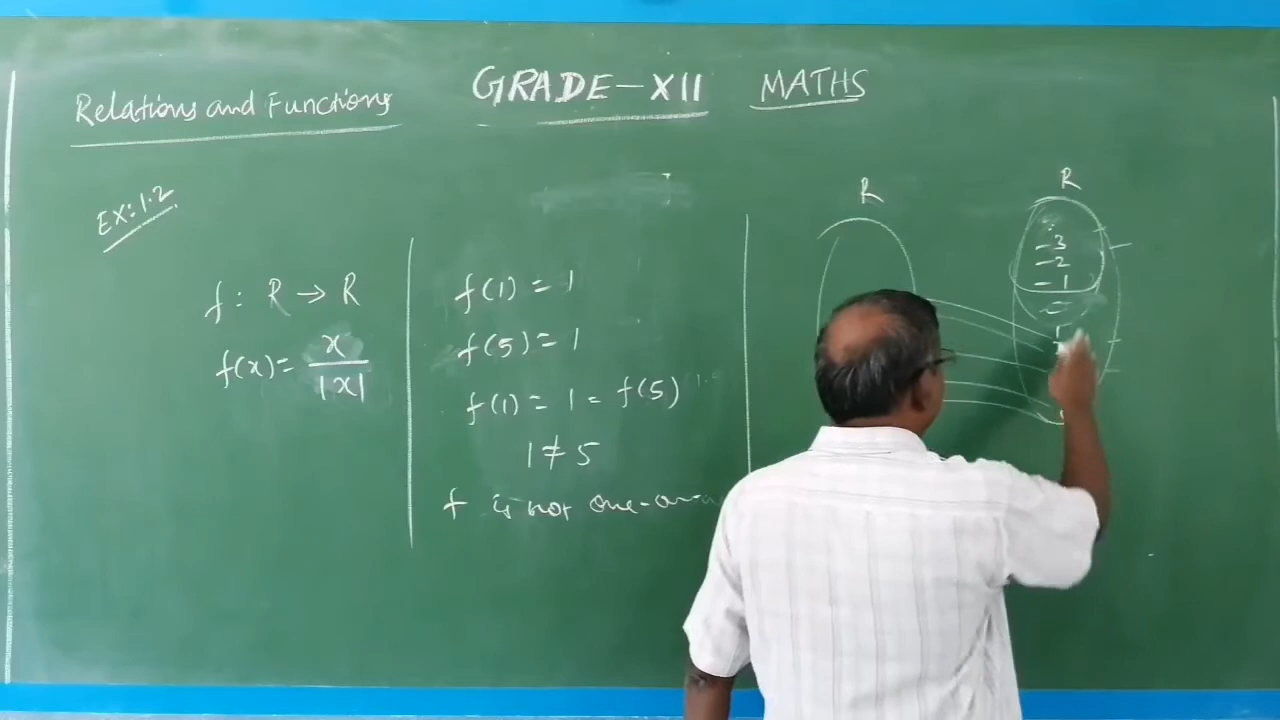 GRADE-XII MATHS
Relations and Functions
EX: 1.2
f : R → R
f(x) = x / |x|
f(1) = 1
f(5) = 1
f(1) = 1 = f(5)
1 ≠ 5
f is not one-one
R
R
-3
-2
-1